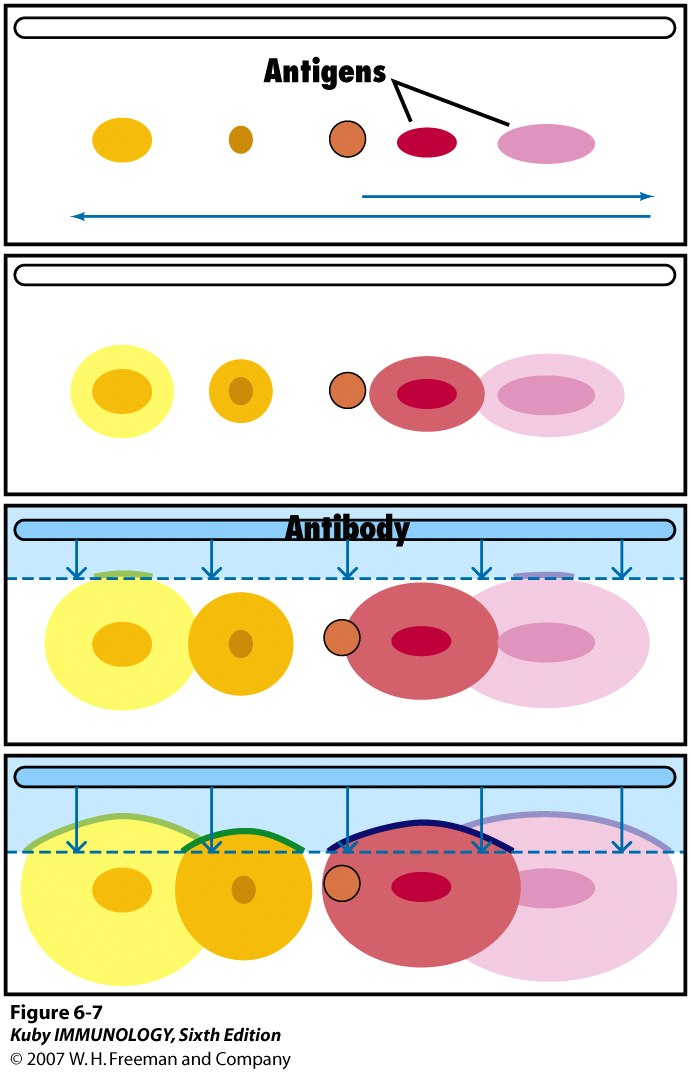 Antigens
Antibody
Figure 6-7
Kuby IMMUNOLOGY, Sixth Edition
© 2007 W. H. Freeman and Company